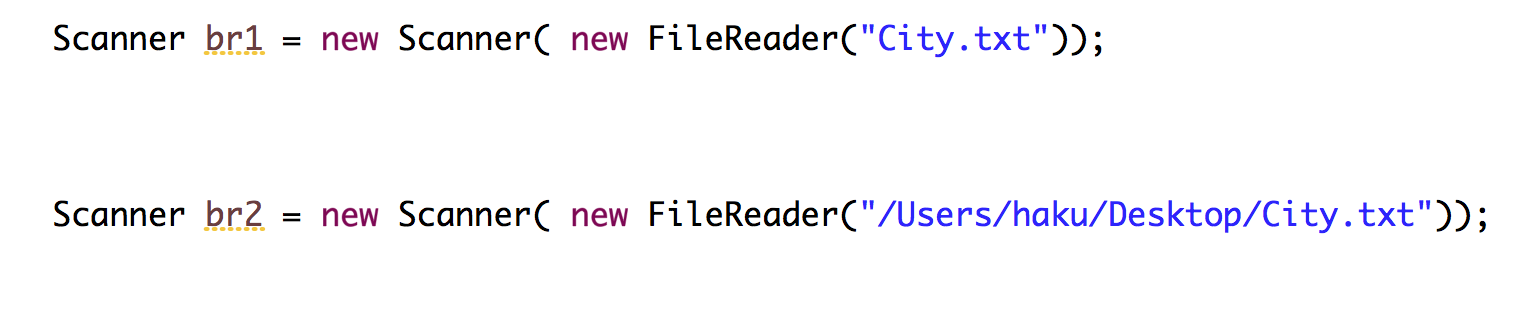 Scanner br1 = new Scanner( new FileReader("City.txt"));
Scanner br2 = new Scanner( new FileReader("/Users/haku/Desktop/City.txt"));